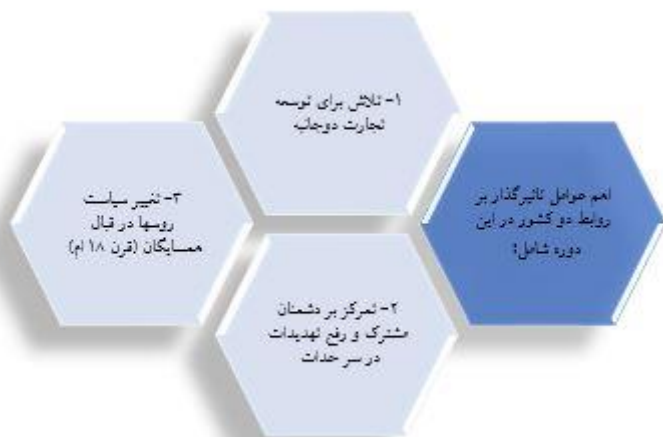 اهم عوامل تاثیرگذار بر
روابط دو کشور در این
دوره شامل:
۱- تلاش برای توسعه
تجارت دوجانبه
۲- تمرکز بر دشمنان
مشترک و رفع تهدیدات
در سرحدات
۳- تغییر سیاست
روسها در قبال
همسایگان (قرن ۱۸ ام)